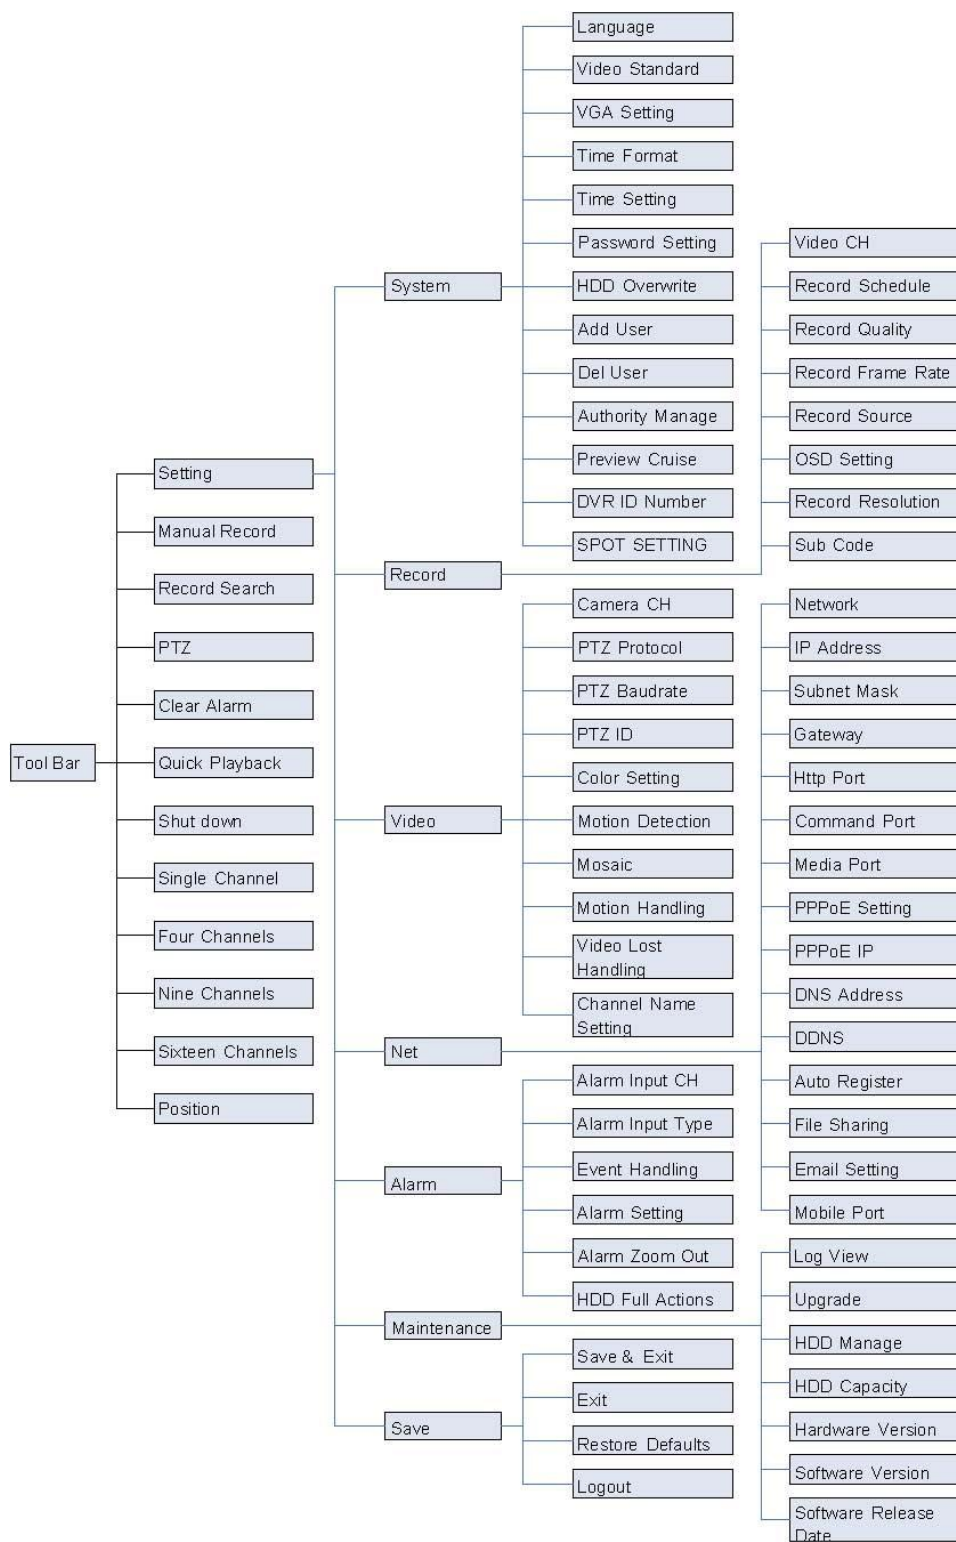 Tool Bar
Setting
Manual Record
Record Search
PTZ
Clear Alarm
Quick Playback
Shut down
Single Channel
Four Channels
Nine Channels
Sixteen Channels
Position
System
Record
Video
Net
Alarm
Maintenance
Save
Language
Video Standard
VGA Setting
Time Format
Time Setting
Password Setting
HDD Overwrite
Add User
Del User
Authority Manage
Preview Cruise
DVR ID Number
SPOT SETTING
Video CH
Record Schedule
Record Quality
Record Frame Rate
Record Source
OSD Setting
Record Resolution
Sub Code
Camera CH
PTZ Protocol
PTZ Baudrate
PTZ ID
Color Setting
Motion Detection
Mosaic
Motion Handling
Video Lost
Handling
Channel Name
Setting
Network
IP Address
Subnet Mask
Gateway
Http Port
Command Port
Media Port
PPPoE Setting
PPPoE IP
DNS Address
DDNS
Auto Register
File Sharing
Email Setting
Mobile Port
Alarm Input CH
Alarm Input Type
Event Handling
Alarm Setting
Alarm Zoom Out
HDD Full Actions
Log View
Upgrade
HDD Manage
HDD Capacity
Hardware Version
Software Version
Software Release
Date
Save & Exit
Exit
Restore Defaults
Logout